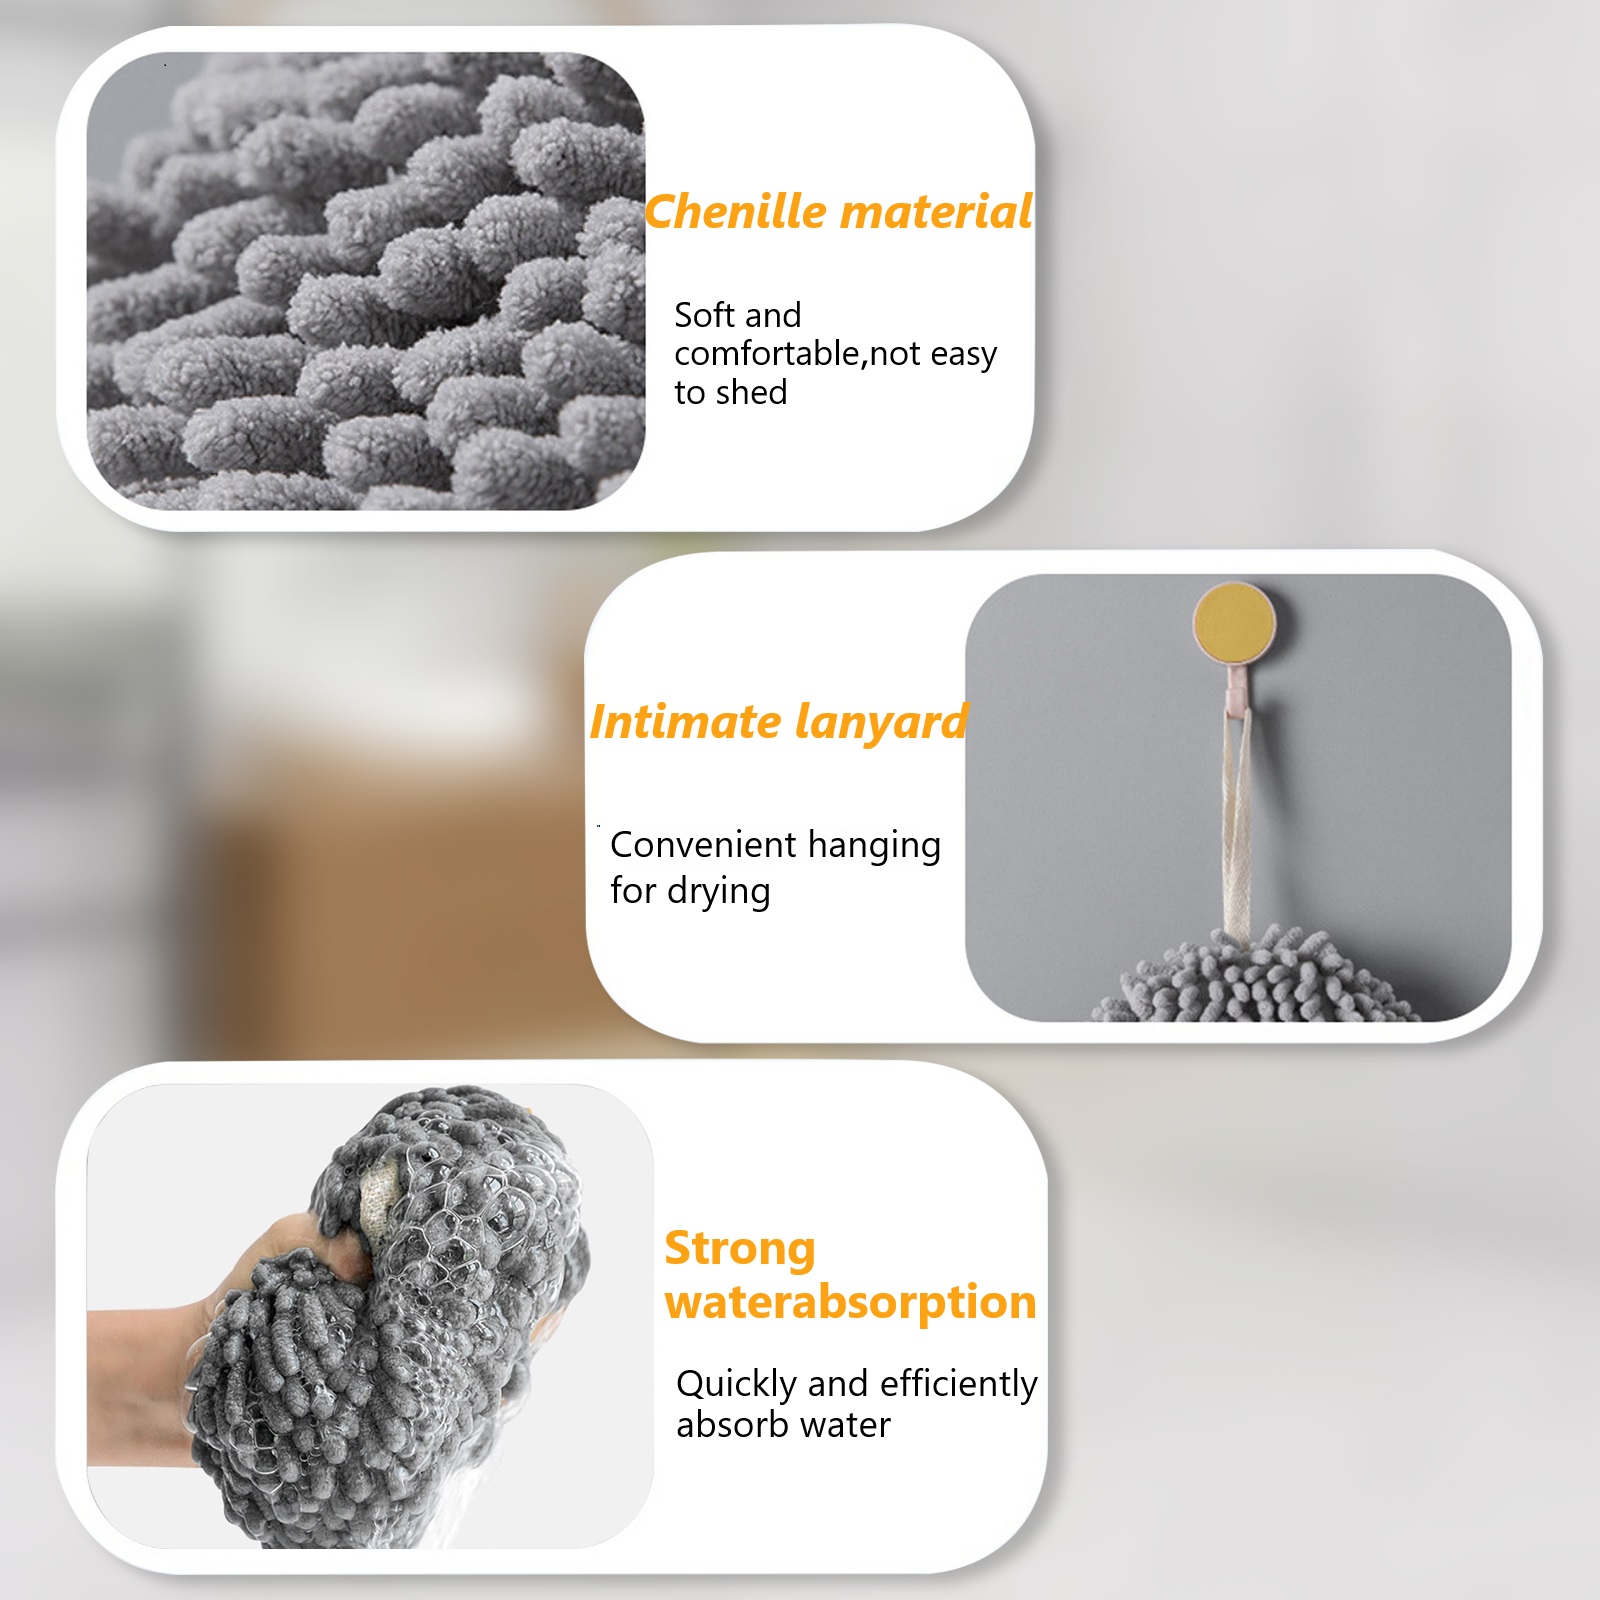 Chenille material
Soft and
comfortable,not easy
to shed
Intimate lanyard
Convenient hanging
for drying
Strong
waterabsorption
Quickly and efficiently
absorb water